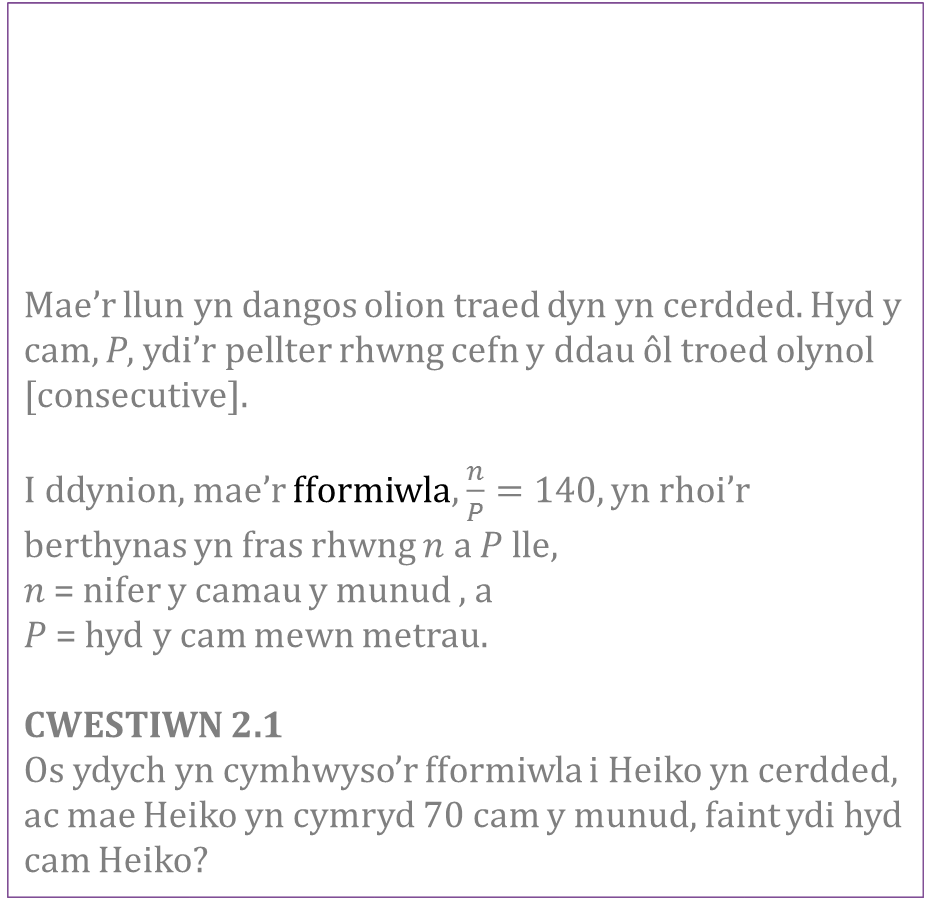 Mae’r llun yn dangos olion traed dyn yn cerdded. Hyd y
cam, P, ydi’r pellter rhwng cefn y ddau ôl troed olynol
[consecutive].
I ddynion, mae’r fformiwla, n/P = 140, yn rhoi’r
berthynas yn fras rhwng n a P lle,
n = nifer y camau y munud , a
P = hyd y cam mewn metrau.
CWESTIWN 2.1
Os ydych yn cymhwyso’r fformiwla i Heiko yn cerdded,
ac mae Heiko yn cymryd 70 cam y munud, faint ydi hyd
cam Heiko?